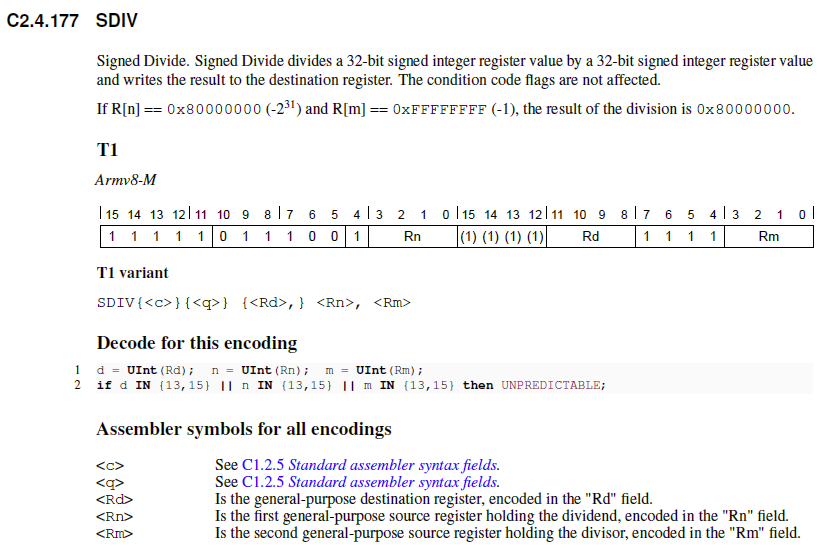 C2.4.177 SDIV
Signed Divide. Signed Divide divides a 32-bit signed integer register value by a 32-bit signed integer register value
and writes the result to the destination register. The condition code flags are not affected.
If R[n] == 0x80000000 (-2³¹) and R[m] == 0xFFFFFFFF (-1), the result of the division is 0x80000000.
T1
Armv8-M
15 14 13 12 11 10 9 8 7 6 5 4 3 2 1 0 15 14 13 12 11 10 9 8 7 6 5 4 3 2 1 0
1 1 1 1 1 0 1 1 1 0 0 1 Rn (1) (1) (1) (1) Rd 1 1 1 1 Rm
T1 variant
SDIV{<c>}{<q>} {<Rd>,} <Rn>, <Rm>
Decode for this encoding
1 d = UInt(Rd); n = UInt(Rn); m = UInt(Rm);
2 if d IN {13,15} || n IN {13,15} || m IN {13,15} then UNPREDICTABLE;
Assembler symbols for all encodings
<c> See C1.2.5 Standard assembler syntax fields.
<q> See C1.2.5 Standard assembler syntax fields.
<Rd> Is the general-purpose destination register, encoded in the "Rd" field.
<Rn> Is the first general-purpose source register holding the dividend, encoded in the "Rn" field.
<Rm> Is the second general-purpose source register holding the divisor, encoded in the "Rm" field.